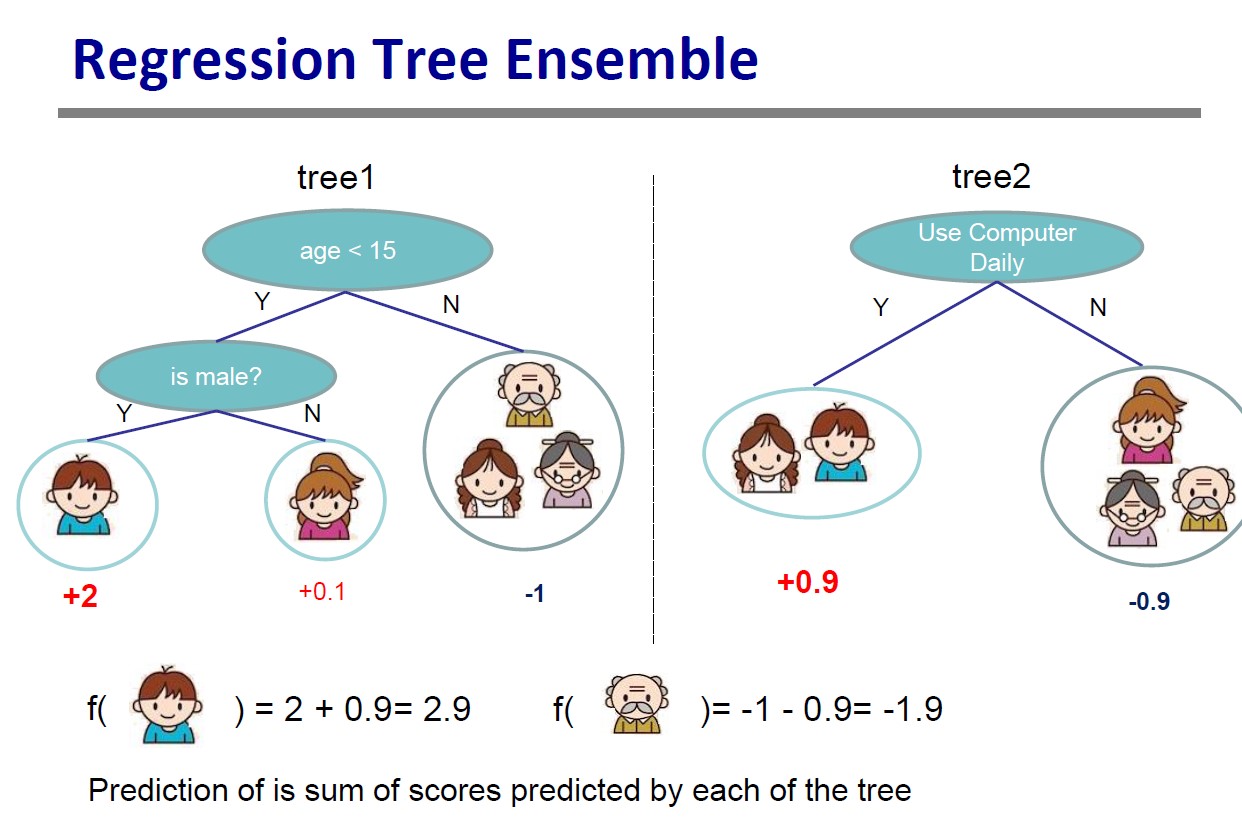 Regression Tree Ensemble
tree1
tree2
age < 15
Use Computer
Daily
Y
N
Y
N
is male?
Y
N
+2
+0.1
-1
+0.9
-0.9
f( ) = 2 + 0.9= 2.9
f( )= -1 - 0.9= -1.9
Prediction of is sum of scores predicted by each of the tree